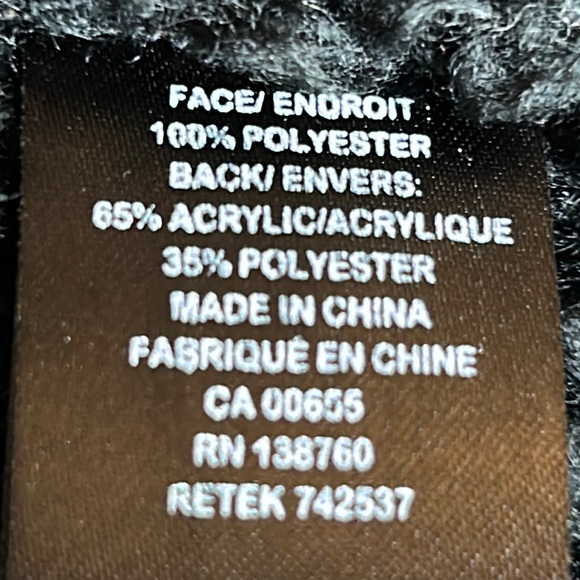 FACE/ ENDROIT
100% POLYESTER
BACK/ ENVERS:
65% ACRYLIC/ACRYLIQUE
35% POLYESTER
MADE IN CHINA
FABRIQUÉ EN CHINE
CA 00655
RN 138760
RETEK 742537